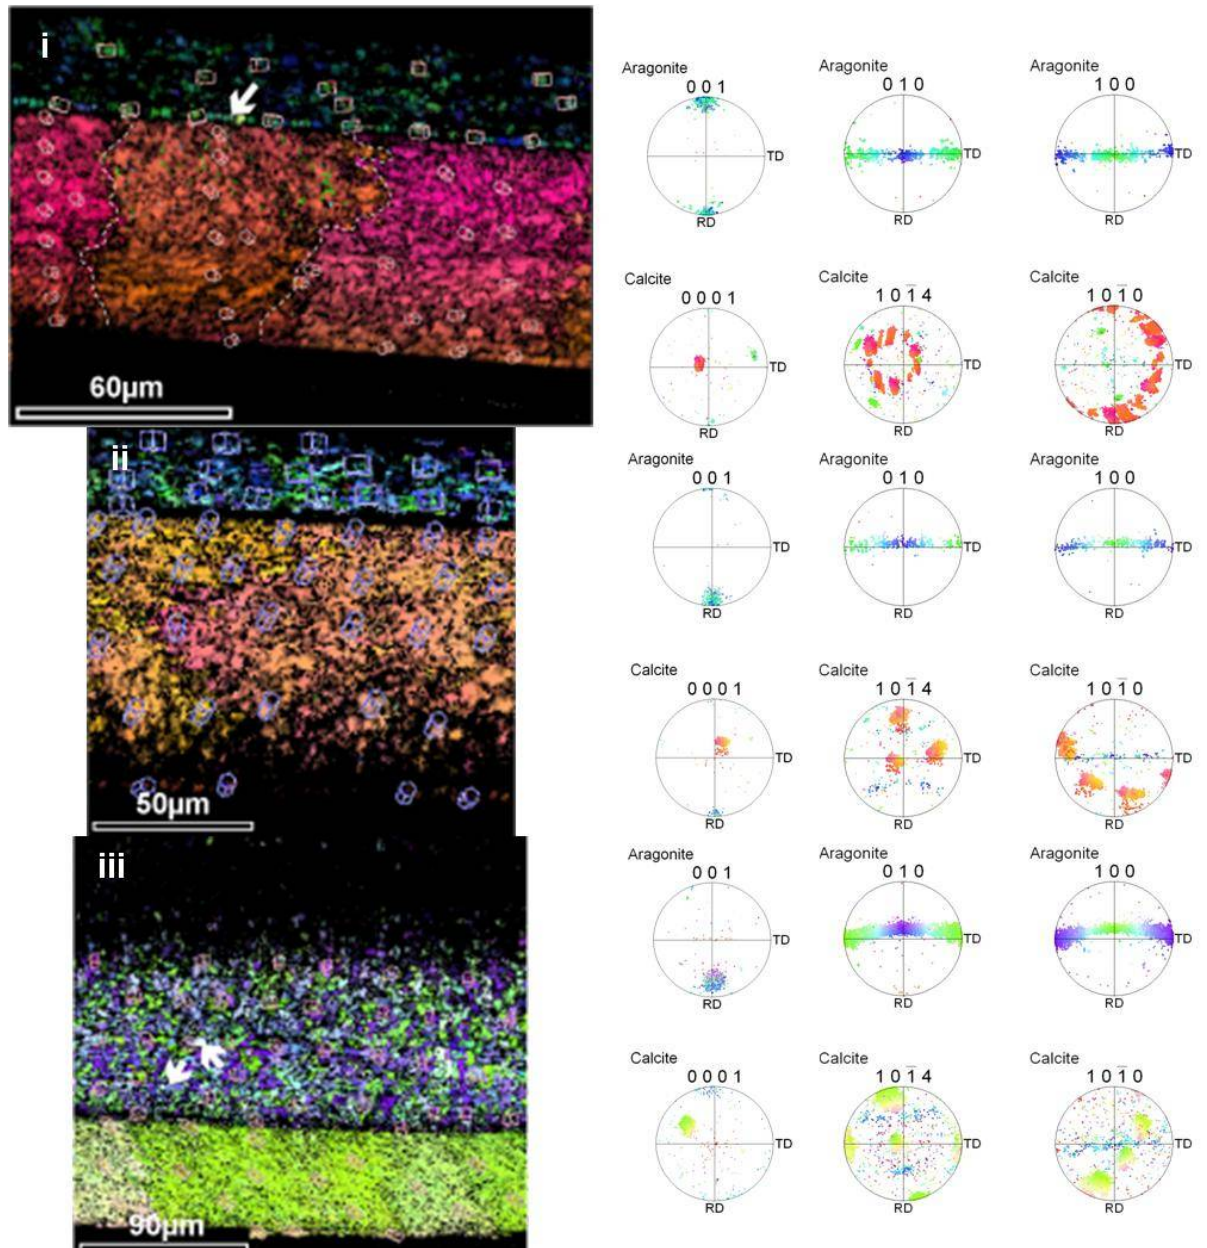 i
60µm
Aragonite
0 0 1
TD
RD
Aragonite
0 1 0
TD
RD
Aragonite
1 0 0
TD
RD
Calcite
0 0 0 1
TD
RD
Calcite
1 0 1̅ 4
TD
RD
Calcite
1 0 1̅ 0
TD
RD
ii
50µm
Aragonite
0 0 1
TD
RD
Aragonite
0 1 0
TD
RD
Aragonite
1 0 0
TD
RD
Calcite
0 0 0 1
TD
RD
Calcite
1 0 1̅ 4
TD
RD
Calcite
1 0 1̅ 0
TD
RD
iii
90µm
Aragonite
0 0 1
TD
RD
Aragonite
0 1 0
TD
RD
Aragonite
1 0 0
TD
RD
Calcite
0 0 0 1
TD
RD
Calcite
1 0 1̅ 4
TD
RD
Calcite
1 0 1̅ 0
TD
RD